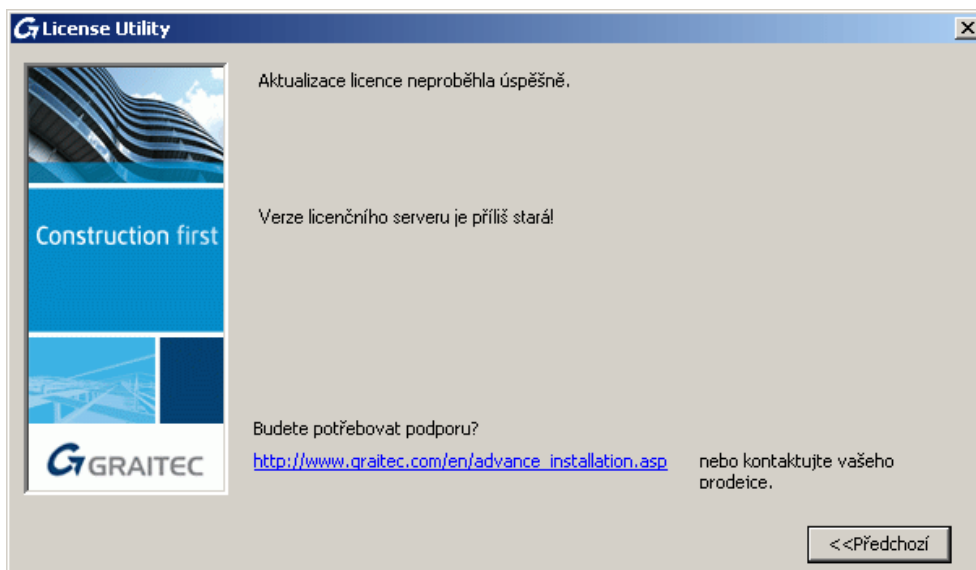 License Utility
Aktualizace licence neproběhla úspěšně.
Verze licenčního serveru je příliš stará!
Construction first
Budete potřebovat podporu?
http://www.graitec.com/en/advance_installation.asp nebo kontaktujte vašeho
prodejce.
GRAITEC
<<Předchozí